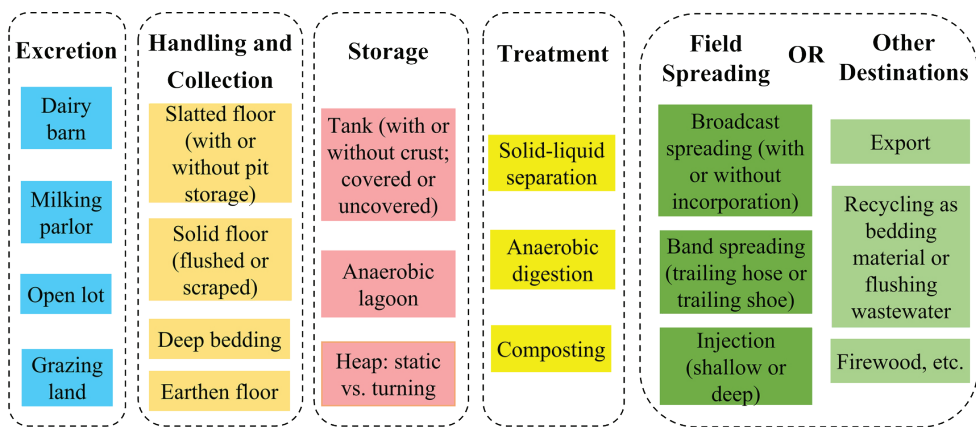 Excretion
Dairy
barn
Milking
parlor
Open lot
Grazing
land
Handling and
Collection
Slatted floor
(with or
without pit
storage)
Solid floor
(flushed or
scraped)
Deep bedding
Earthen floor
Storage
Tank (with or
without crust;
covered or
uncovered)
Anaerobic
lagoon
Heap: static
vs. turning
Treatment
Solid-liquid
separation
Anaerobic
digestion
Composting
Field
Spreading
OR
Other
Destinations
Broadcast
spreading (with
or without
incorporation)
Band spreading
(trailing hose or
trailing shoe)
Injection
(shallow or
deep)
Export
Recycling as
bedding
material or
flushing
wastewater
Firewood, etc.